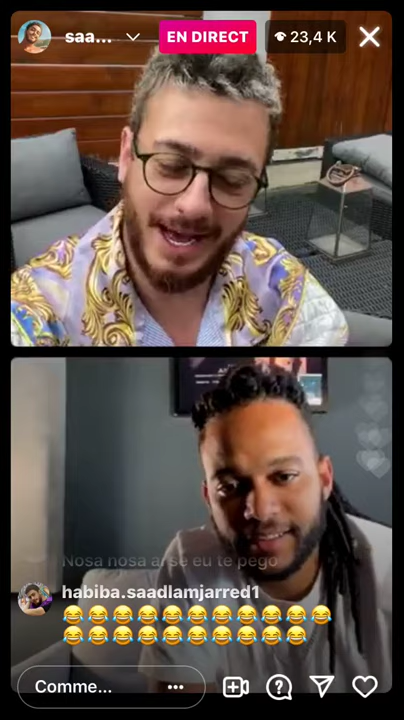 saa...
EN DIRECT
23,4 K
Nosa nosa ai se eu te pego
habiba.saadlamjarred1
😂😂😂😂😂😂😂😂😂😂😂
😂😂😂😂😂😂😂😂😂😂
Comme...